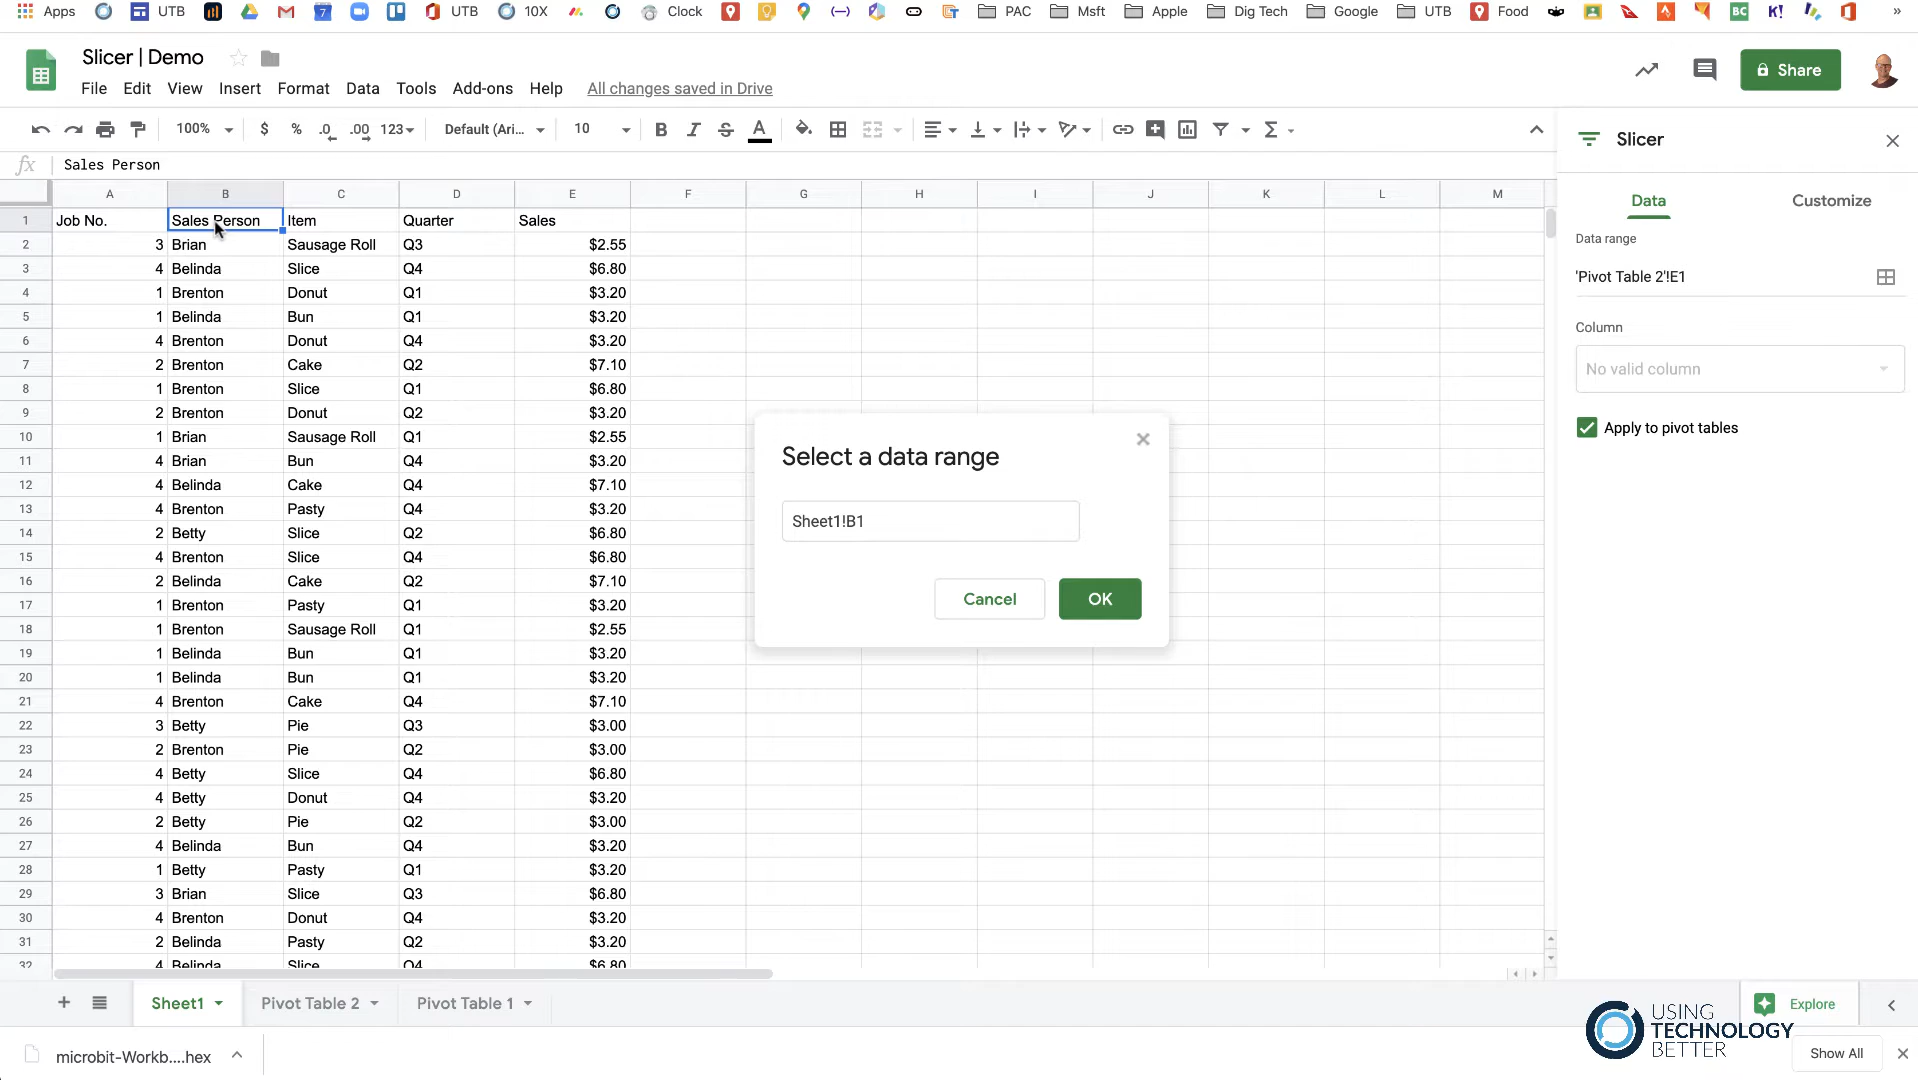 Apps UTB 7 UTB 10X Clock PAC Msft Apple Dig Tech Google UTB Food BC K! »
Slicer | Demo
Share
File Edit View Insert Format Data Tools Add-ons Help All changes saved in Drive
100% $ % .0 .00 123 Default (Ari... 10 B I S A Σ
Slicer
fx Sales Person
A B C D E F G H I J K L M
Data Customize
Data range
'Pivot Table 2'!E1
Column
No valid column
Apply to pivot tables
1 Job No. Sales Person Item Quarter Sales
2 3 Brian Sausage Roll Q3 $2.55
3 4 Belinda Slice Q4 $6.80
4 1 Brenton Donut Q1 $3.20
5 1 Belinda Bun Q1 $3.20
6 4 Brenton Donut Q4 $3.20
7 2 Brenton Cake Q2 $7.10
8 1 Brenton Slice Q1 $6.80
9 2 Brenton Donut Q2 $3.20
10 1 Brian Sausage Roll Q1 $2.55
11 4 Brian Bun Q4 $3.20
12 4 Belinda Cake Q4 $7.10
13 4 Brenton Pasty Q4 $3.20
14 2 Betty Slice Q2 $6.80
15 4 Brenton Slice Q4 $6.80
16 2 Belinda Cake Q2 $7.10
17 1 Brenton Pasty Q1 $3.20
18 1 Brenton Sausage Roll Q1 $2.55
19 1 Belinda Bun Q1 $3.20
20 1 Belinda Bun Q1 $3.20
21 4 Brenton Cake Q4 $7.10
22 3 Betty Pie Q3 $3.00
23 2 Brenton Pie Q2 $3.00
24 4 Betty Slice Q4 $6.80
25 4 Betty Donut Q4 $3.20
26 2 Betty Pie Q2 $3.00
27 4 Belinda Bun Q4 $3.20
28 1 Betty Pasty Q1 $3.20
29 3 Brian Slice Q3 $6.80
30 4 Brenton Donut Q4 $3.20
31 2 Belinda Pasty Q2 $3.20
32 4 Belinda Slice Q4 $6.80
Select a data range
Sheet1!B1
Cancel OK
+ Sheet1 Pivot Table 2 Pivot Table 1 Explore
USING
TECHNOLOGY
BETTER
microbit-Workb....hex Show All